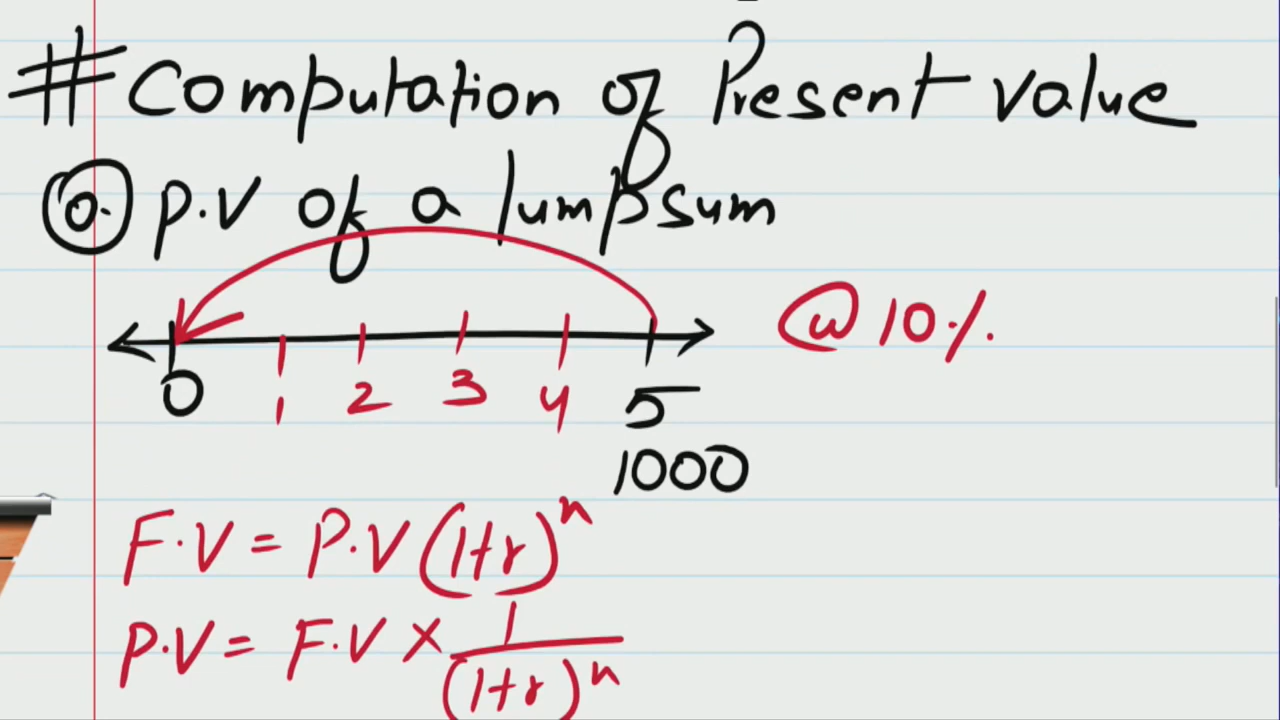 # Computation of Present value
a. P.V of a lumpsum
@ 10%
0 1 2 3 4 5
1000
F.V = P.V (1+r)^n
P.V = F.V × 1/(1+r)^n